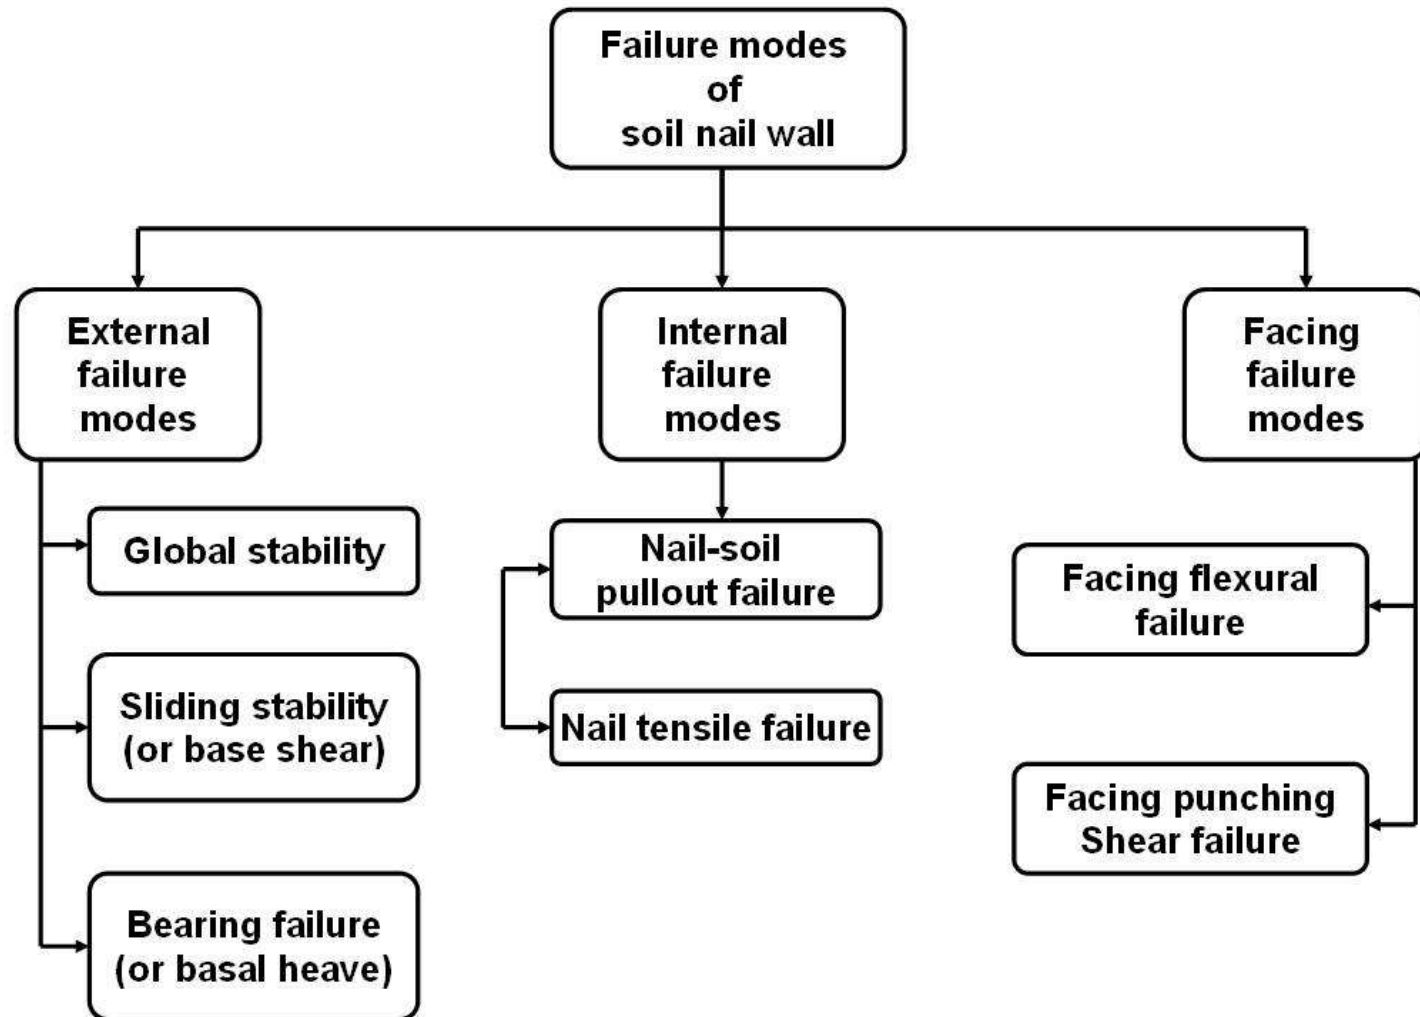 Failure modes
of
soil nail wall
External
failure
modes
Internal
failure
modes
Facing
failure
modes
Global stability
Sliding stability
(or base shear)
Bearing failure
(or basal heave)
Nail-soil
pullout failure
Nail tensile failure
Facing flexural
failure
Facing punching
Shear failure